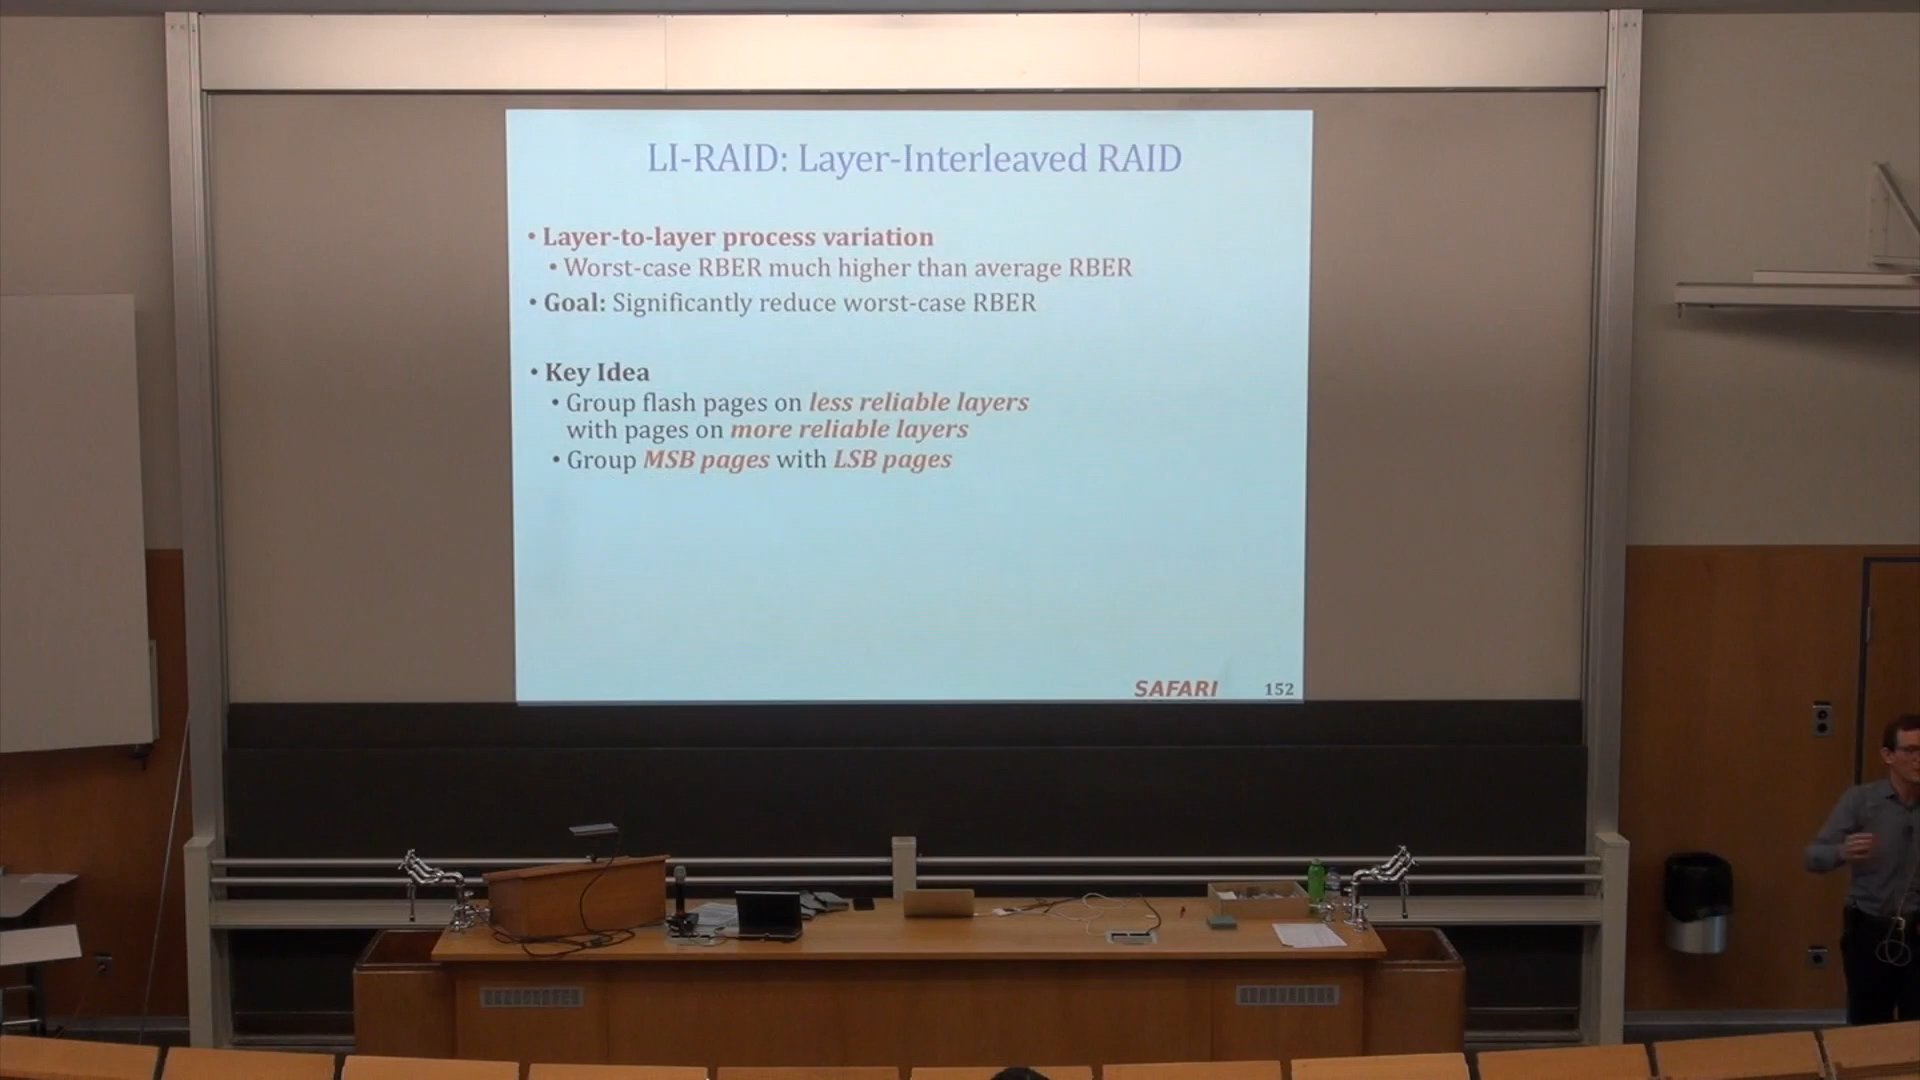 LI-RAID: Layer-Interleaved RAID
• Layer-to-layer process variation
• Worst-case RBER much higher than average RBER
• Goal: Significantly reduce worst-case RBER
• Key Idea
• Group flash pages on less reliable layers
with pages on more reliable layers
• Group MSB pages with LSB pages
SAFARI 152